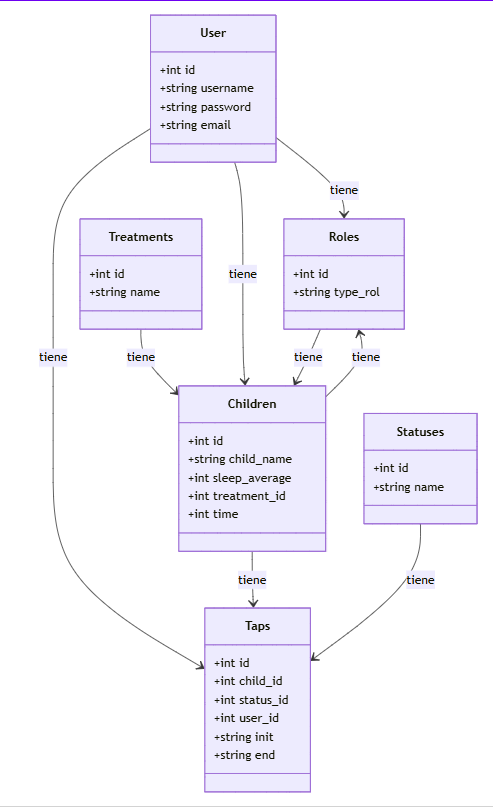 User
+int id
+string username
+string password
+string email
tiene
Treatments
+int id
+string name
Roles
+int id
+string type_rol
tiene
tiene
tiene
tiene
tiene
Children
+int id
+string child_name
+int sleep_average
+int treatment_id
+int time
Statuses
+int id
+string name
tiene
tiene
Taps
+int id
+int child_id
+int status_id
+int user_id
+string init
+string end